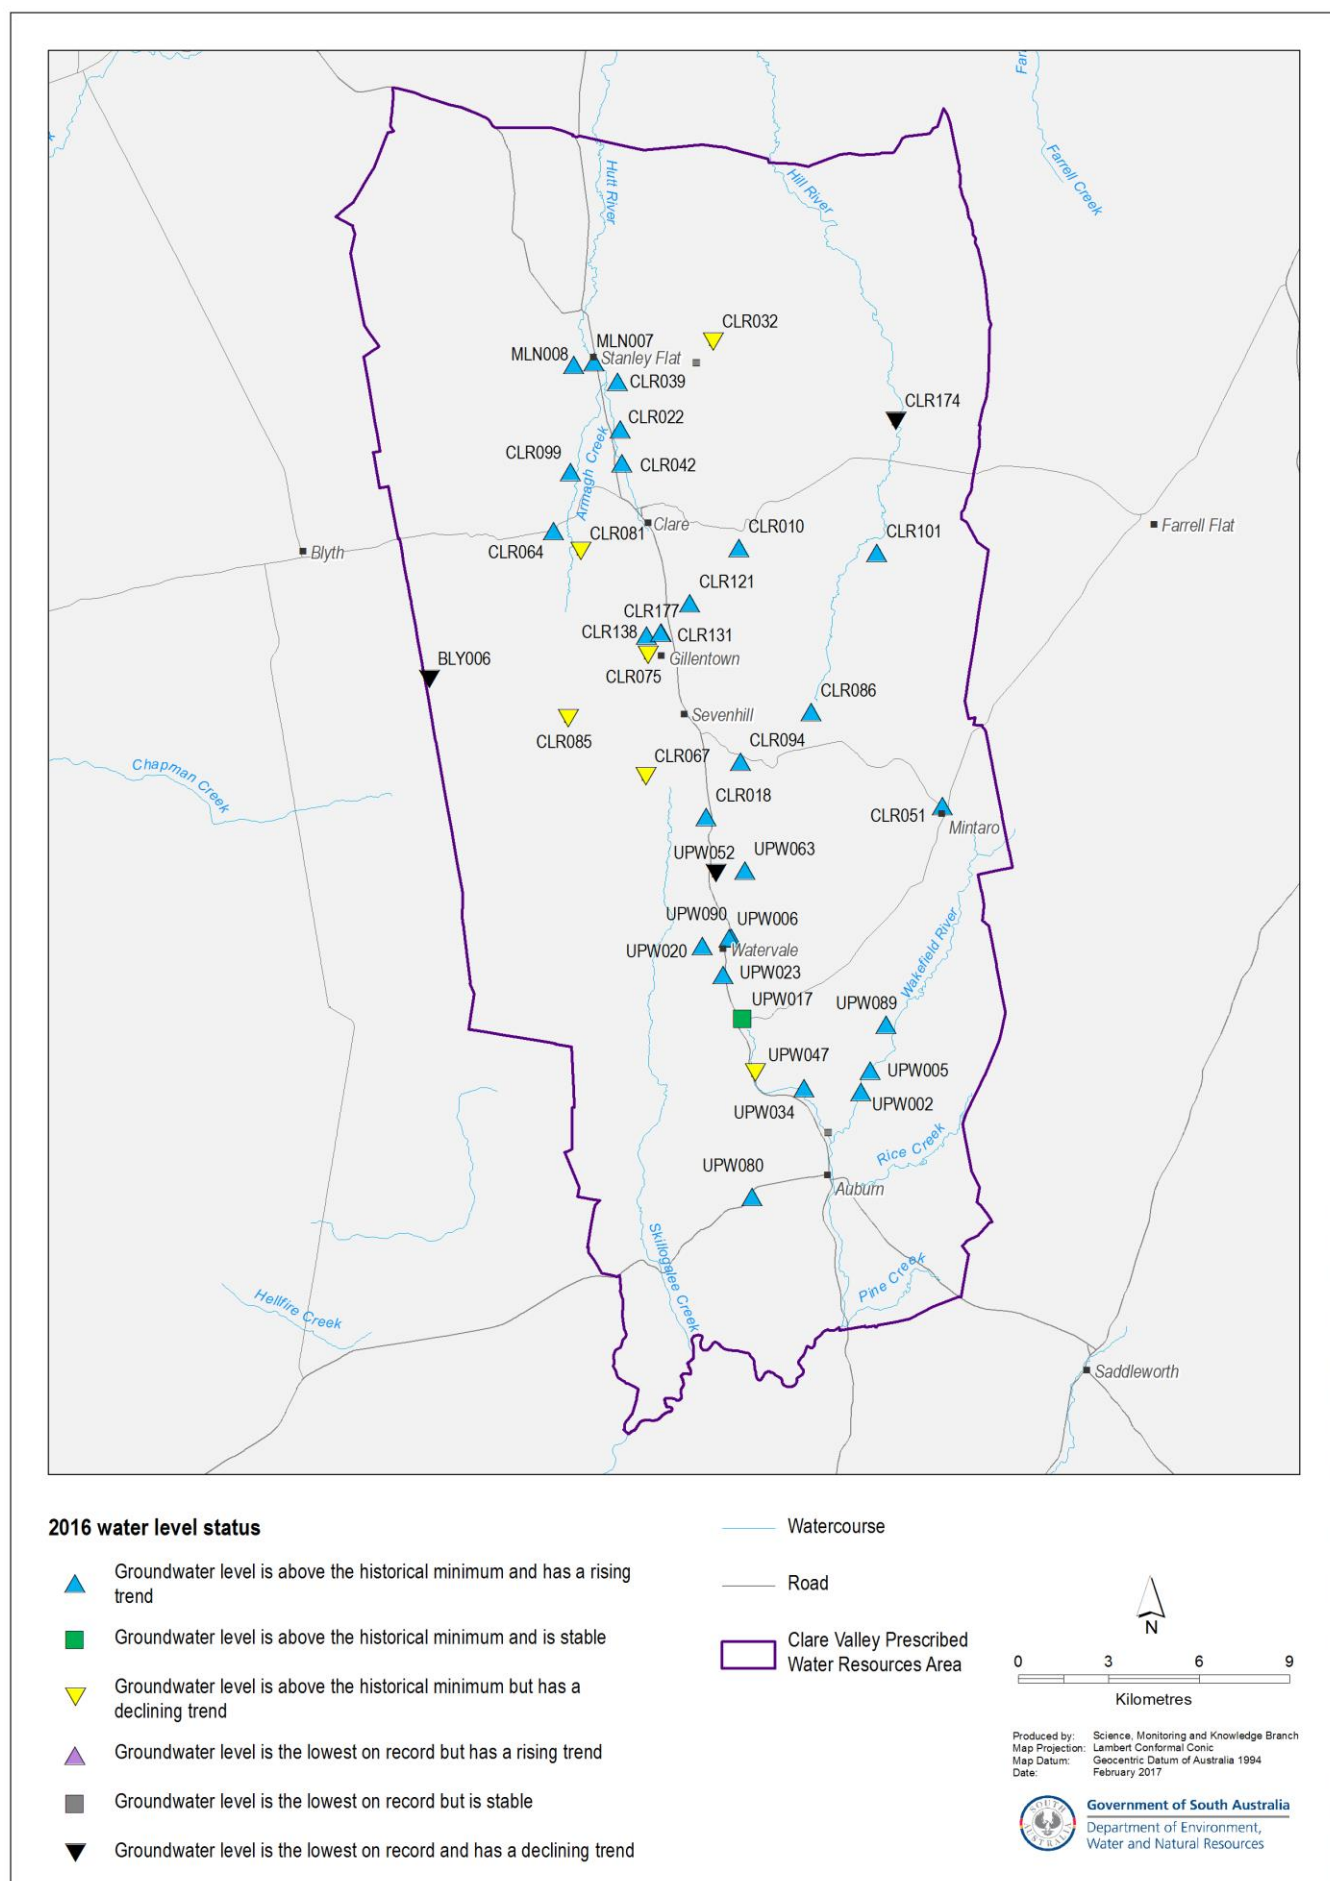 Farrell Creek
Far
Hutt River
Hill River
CLR032
MLN007
MLN008
Stanley Flat
CLR039
CLR174
CLR022
CLR099
Armagh Creek
CLR042
Clare
CLR081
CLR010
CLR101
Farrell Flat
CLR064
Blyth
CLR121
CLR177
CLR138
CLR131
BLY006
Gillentown
CLR075
CLR086
Sevenhill
CLR085
CLR094
CLR067
Chapman Creek
CLR018
CLR051
Mintaro
UPW052
UPW063
UPW090
UPW006
UPW020
Watervale
Wakefield River
UPW023
UPW017
UPW089
UPW047
UPW005
UPW034
UPW002
Rice Creek
UPW080
Auburn
Skillogalee Creek
Pine Creek
Hellfire Creek
Saddleworth
2016 water level status
Groundwater level is above the historical minimum and has a rising
trend
Groundwater level is above the historical minimum and is stable
Groundwater level is above the historical minimum but has a
declining trend
Groundwater level is the lowest on record but has a rising trend
Groundwater level is the lowest on record but is stable
Groundwater level is the lowest on record and has a declining trend
Watercourse
Road
Clare Valley Prescribed
Water Resources Area
N
0 3 6 9
Kilometres
Produced by: Science, Monitoring and Knowledge Branch
Map Projection: Lambert Conformal Conic
Map Datum: Geocentric Datum of Australia 1994
Date: February 2017
SOUTH AUSTRALIA
Government of South Australia
Department of Environment,
Water and Natural Resources